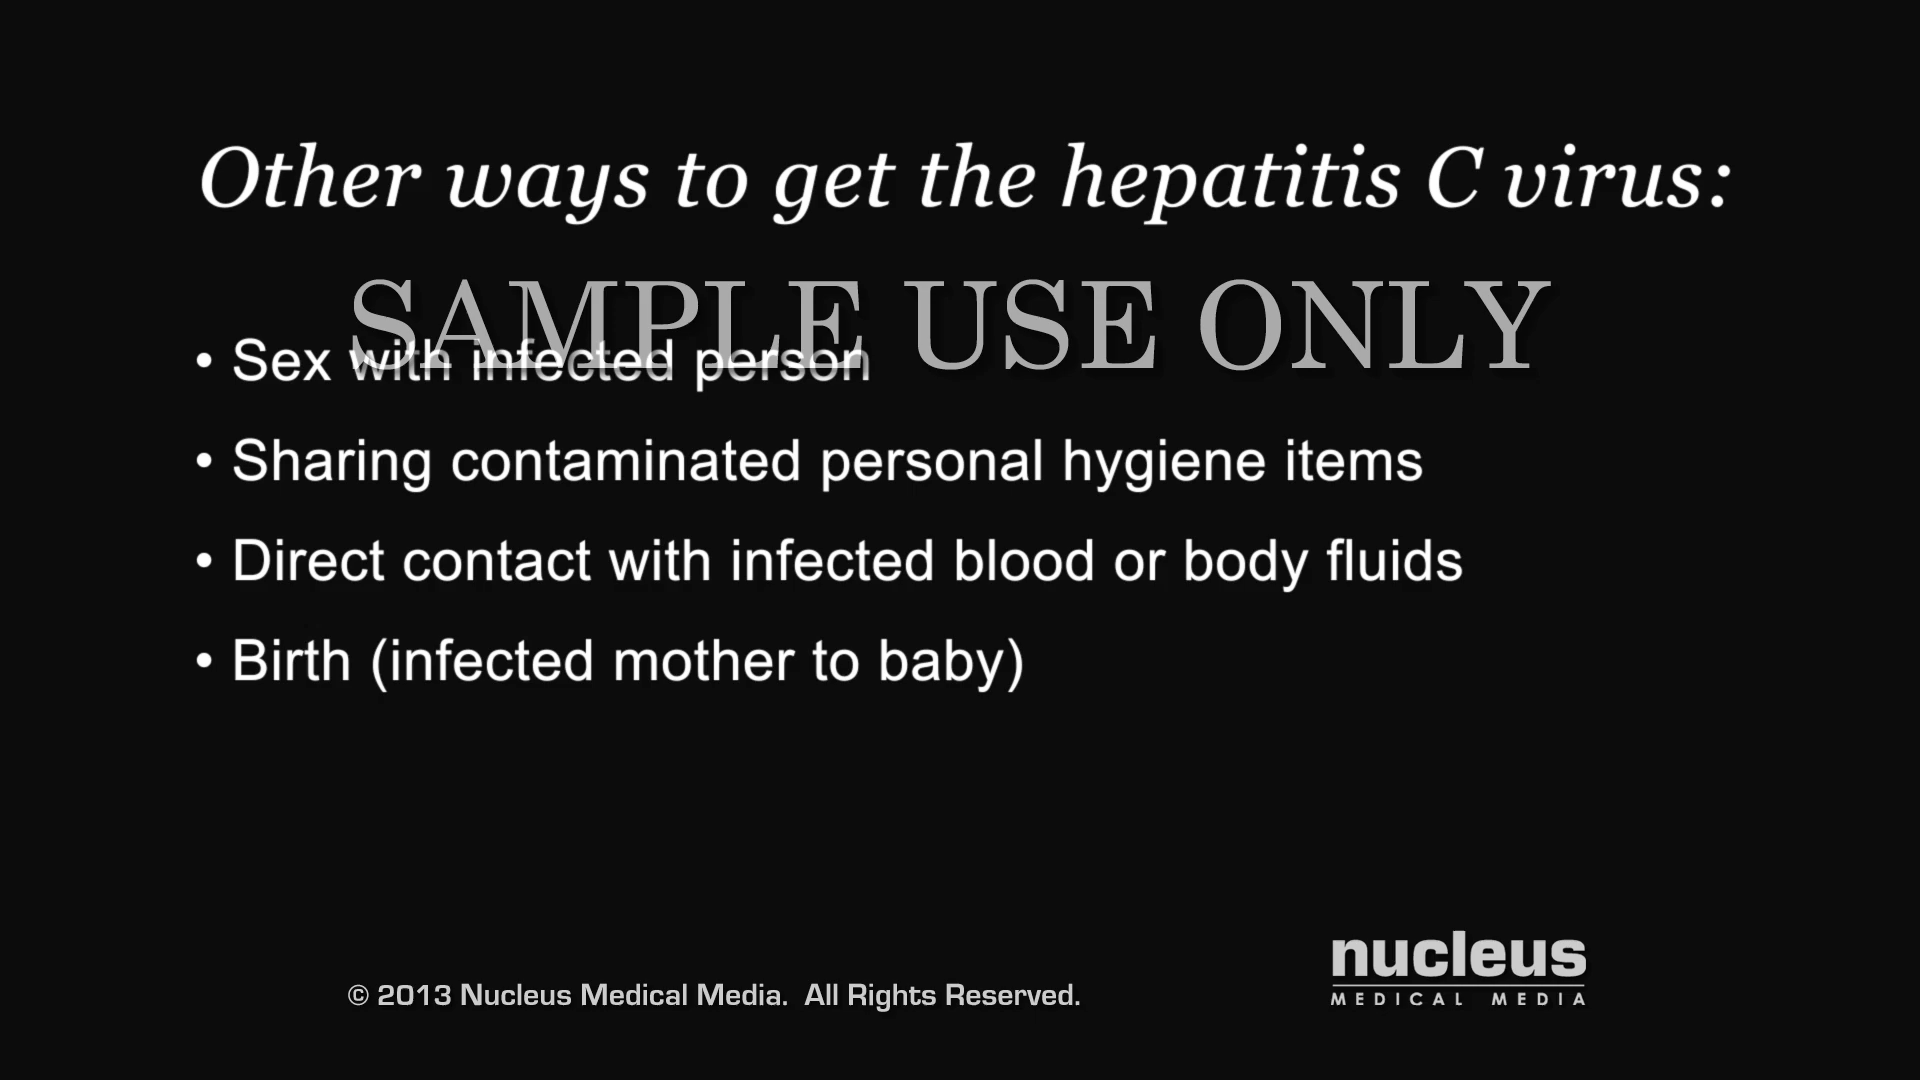 Other ways to get the hepatitis C virus:
SAMPLE USE ONLY
• Sex with infected person
• Sharing contaminated personal hygiene items
• Direct contact with infected blood or body fluids
• Birth (infected mother to baby)
nucleus
MEDICAL MEDIA
© 2013 Nucleus Medical Media. All Rights Reserved.